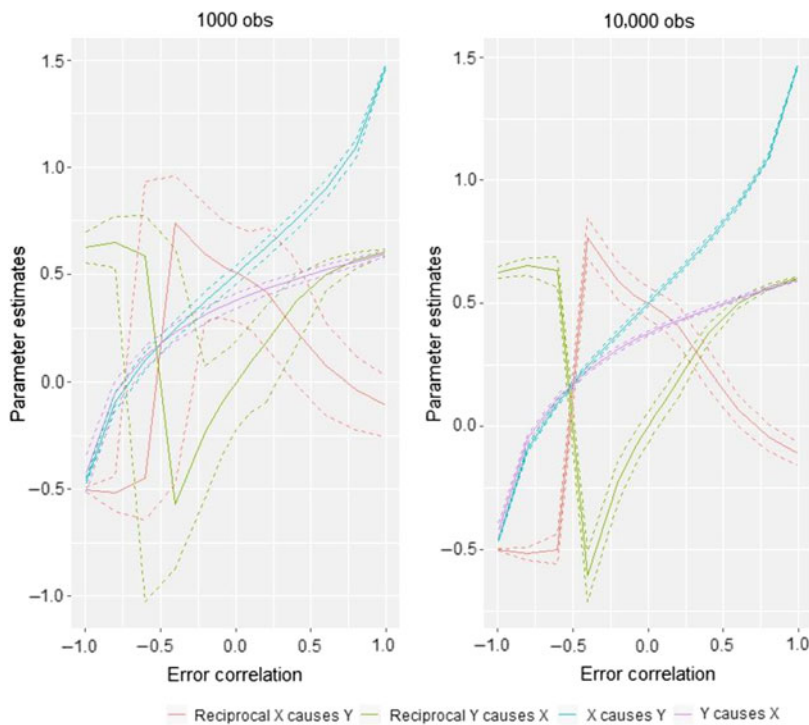 1000 obs
10,000 obs
1.5
1.0
0.5
0.0
−0.5
−1.0
Parameter estimates
−1.0 −0.5 0.0 0.5 1.0
Error correlation
1.5
1.0
0.5
0.0
−0.5
Parameter estimates
−1.0 −0.5 0.0 0.5 1.0
Error correlation
Reciprocal X causes Y Reciprocal Y causes X X causes Y Y causes X